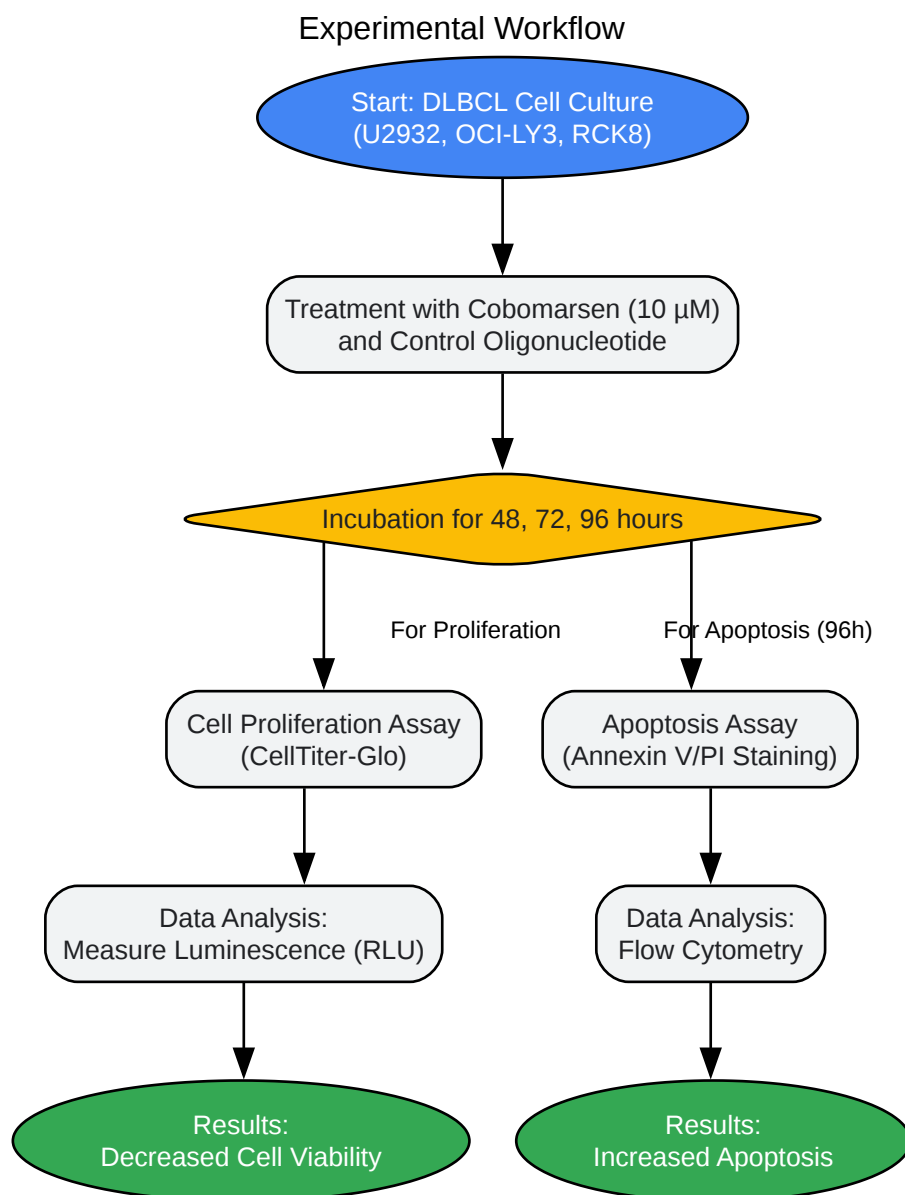 Experimental Workflow
Start: DLBCL Cell Culture
(U2932, OCI-LY3, RCK8)
Treatment with Cobomarsen (10 µM)
and Control Oligonucleotide
Incubation for 48, 72, 96 hours
For Proliferation
For Apoptosis (96h)
Cell Proliferation Assay
(CellTiter-Glo)
Apoptosis Assay
(Annexin V/PI Staining)
Data Analysis:
Measure Luminescence (RLU)
Data Analysis:
Flow Cytometry
Results:
Decreased Cell Viability
Results:
Increased Apoptosis